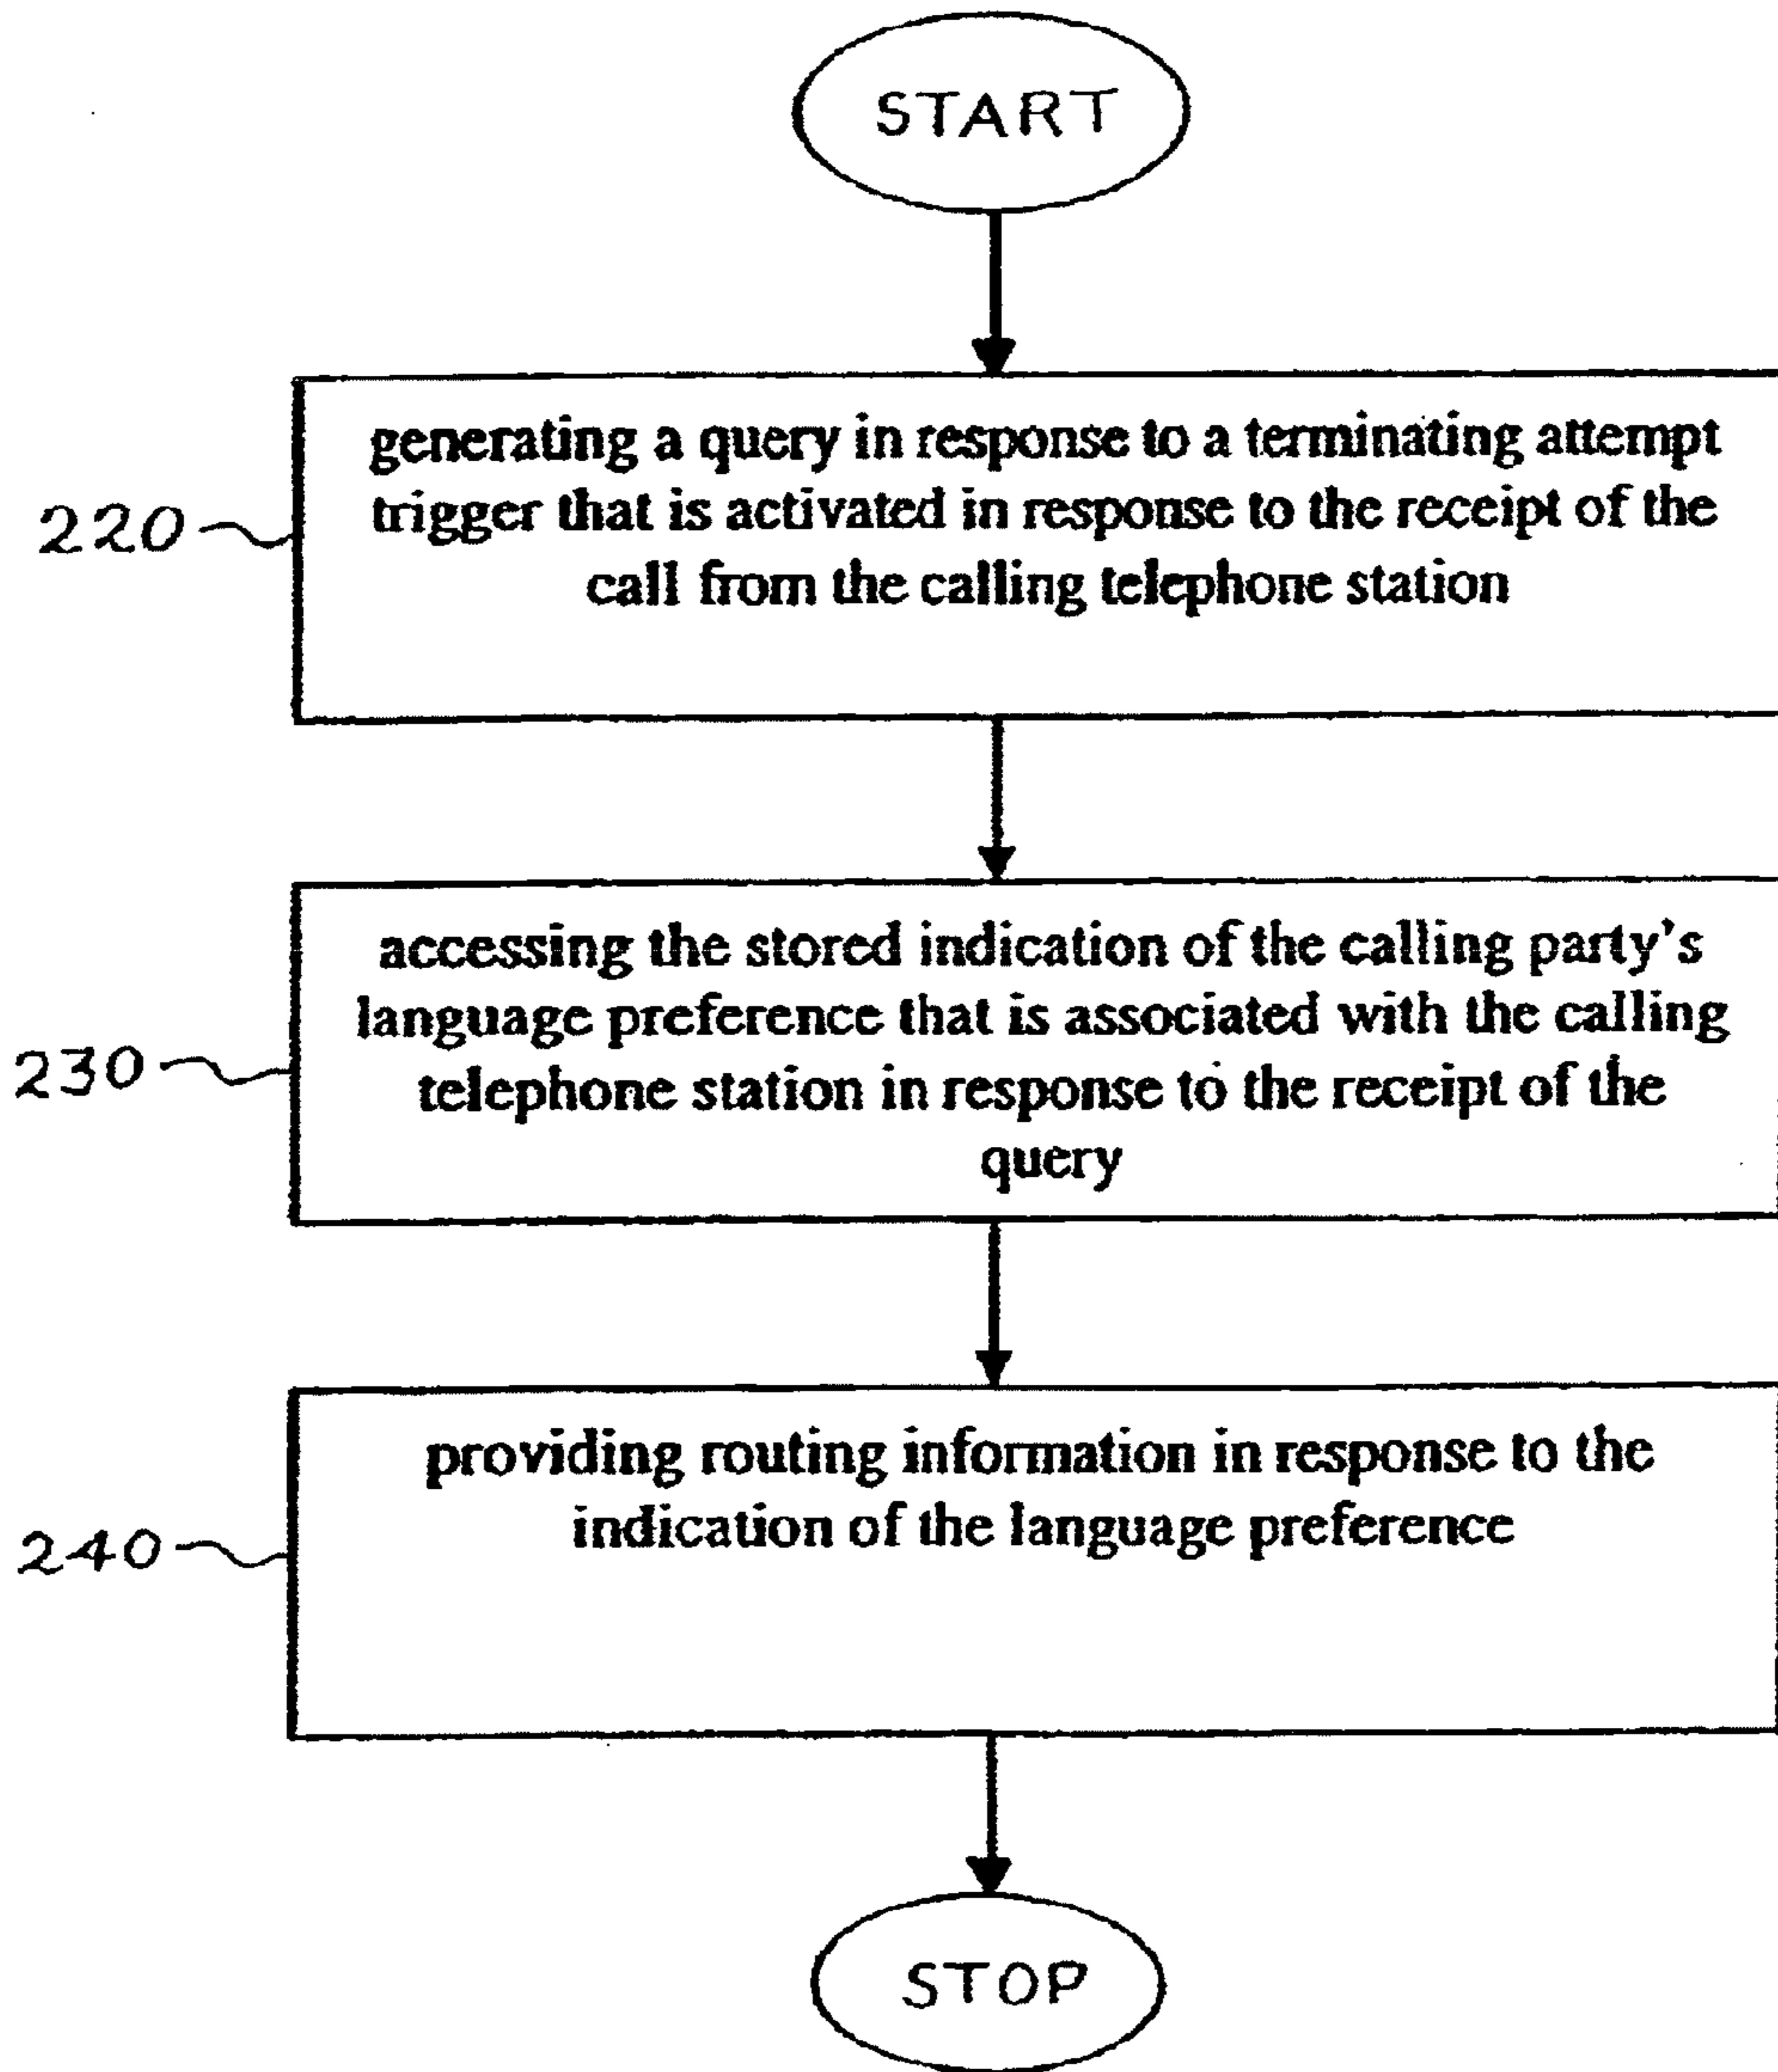 START
220
generating a query in response to a terminating attempt
trigger that is activated in response to the receipt of the
call from the calling telephone station
230
accessing the stored indication of the calling party's
language preference that is associated with the calling
telephone station in response to the receipt of the
query
240
providing routing information in response to the
indication of the language preference
STOP